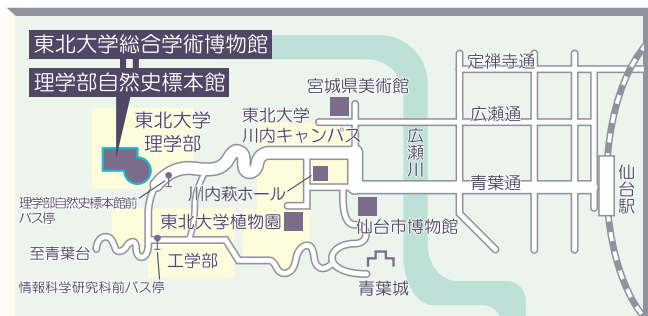 東北大学総合学術博物館
理学部自然史標本館
東北大学
理学部
宮城県美術館
東北大学
川内キャンパス
定禅寺通
広瀬通
広瀬川
青葉通
仙台駅
理学部自然史標本館前
バス停
川内萩ホール
東北大学植物園
仙台市博物館
至青葉台
工学部
情報科学研究科前バス停
青葉城